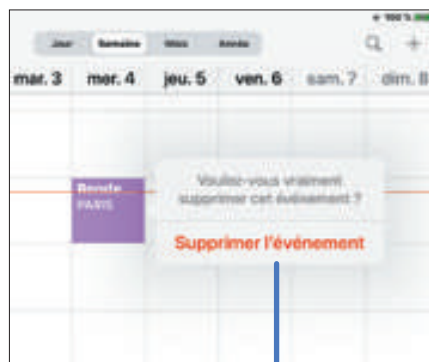 100 %
Jour Semaine Mois Année
mar. 3 mer. 4 jeu. 5 ven. 6 sam. 7 dim. 8
Voulez-vous vraiment
supprimer cet événement ?
PARIS
Supprimer l'événement